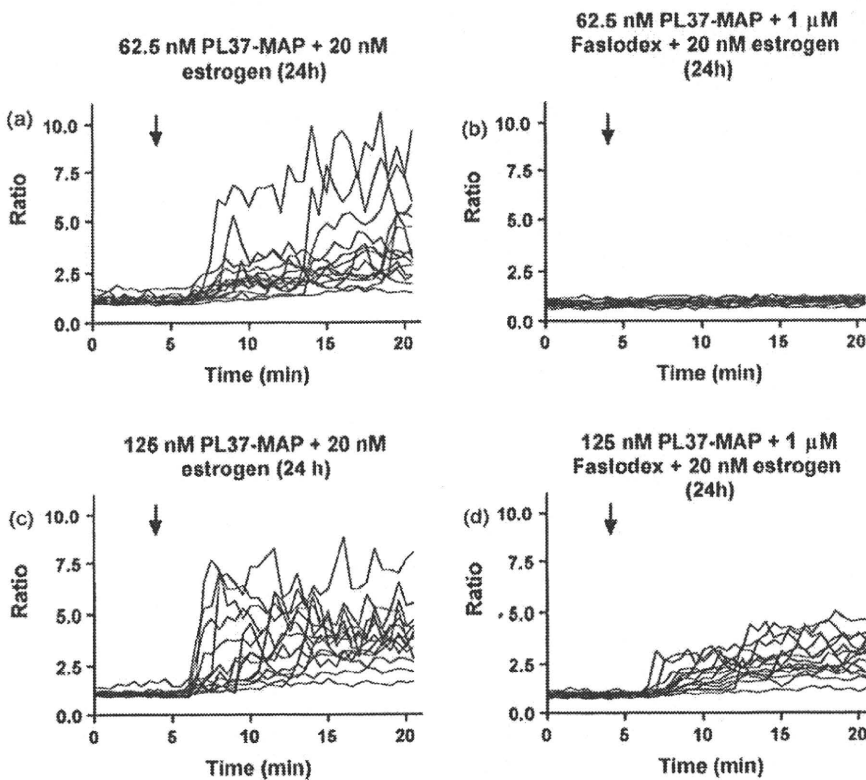 62.5 nM PL37-MAP + 20 nM
estrogen (24h)
(a)
10.0
7.5
5.0
2.5
0.0
Ratio
0 5 10 15 20
Time (min)
62.5 nM PL37-MAP + 1 μM
Faslodex + 20 nM estrogen
(24h)
(b)
10.0
7.5
5.0
2.5
0.0
Ratio
0 5 10 15 20
Time (min)
125 nM PL37-MAP + 20 nM
estrogen (24 h)
(c)
10.0
7.5
5.0
2.5
0.0
Ratio
0 5 10 15 20
Time (min)
125 nM PL37-MAP + 1 μM
Faslodex + 20 nM estrogen
(24h)
(d)
10.0
7.5
5.0
2.5
0.0
Ratio
0 5 10 15 20
Time (min)